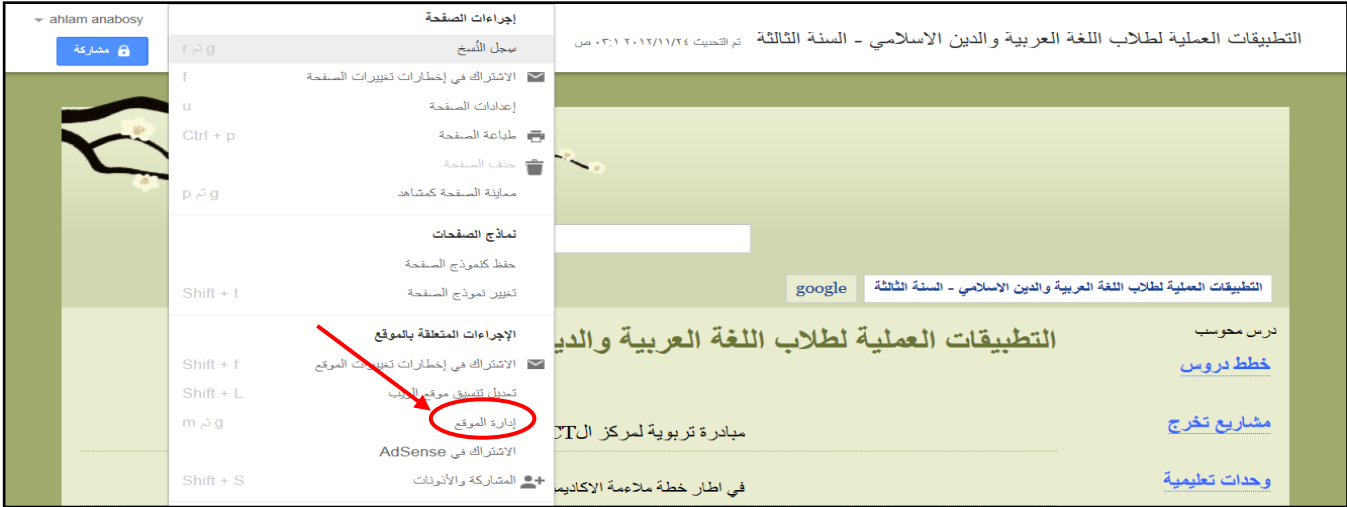 ahlam anabosy
مشاركة
التطبيقات العملية لطلاب اللغة العربية والدين الاسلامي - السنة الثالثة تم التحديث ٢٠١٢/١١/٢٤ ٠٣:١ ص
إجراءات الصفحة
سجل النُسخ g ثم r
الاشتراك في إخطارات تغييرات الصفحة f
إعدادات الصفحة u
طباعة الصفحة Ctrl + p
حذف الصفحة
معاينة الصفحة كمشاهد g ثم p
نماذج الصفحات
حفظ كنموذج الصفحة
تغيير نموذج الصفحة Shift + t
الإجراءات المتعلقة بالموقع
الاشتراك في إخطارات تغييرات الموقع Shift + f
تعديل تنسيق موقع الويب Shift + L
إدارة الموقع g ثم m
الاشتراك في AdSense
المشاركة والأذونات Shift + S
التطبيقات العملية لطلاب اللغة العربية والدين الاسلامي - السنة الثالثة
google
درس محوسب
خطط دروس
مشاريع تخرج
وحدات تعليمية
التطبيقات العملية لطلاب اللغة العربية والدي
مبادرة تربوية لمركز الCT
في اطار خطة ملاءمة الاكاديم